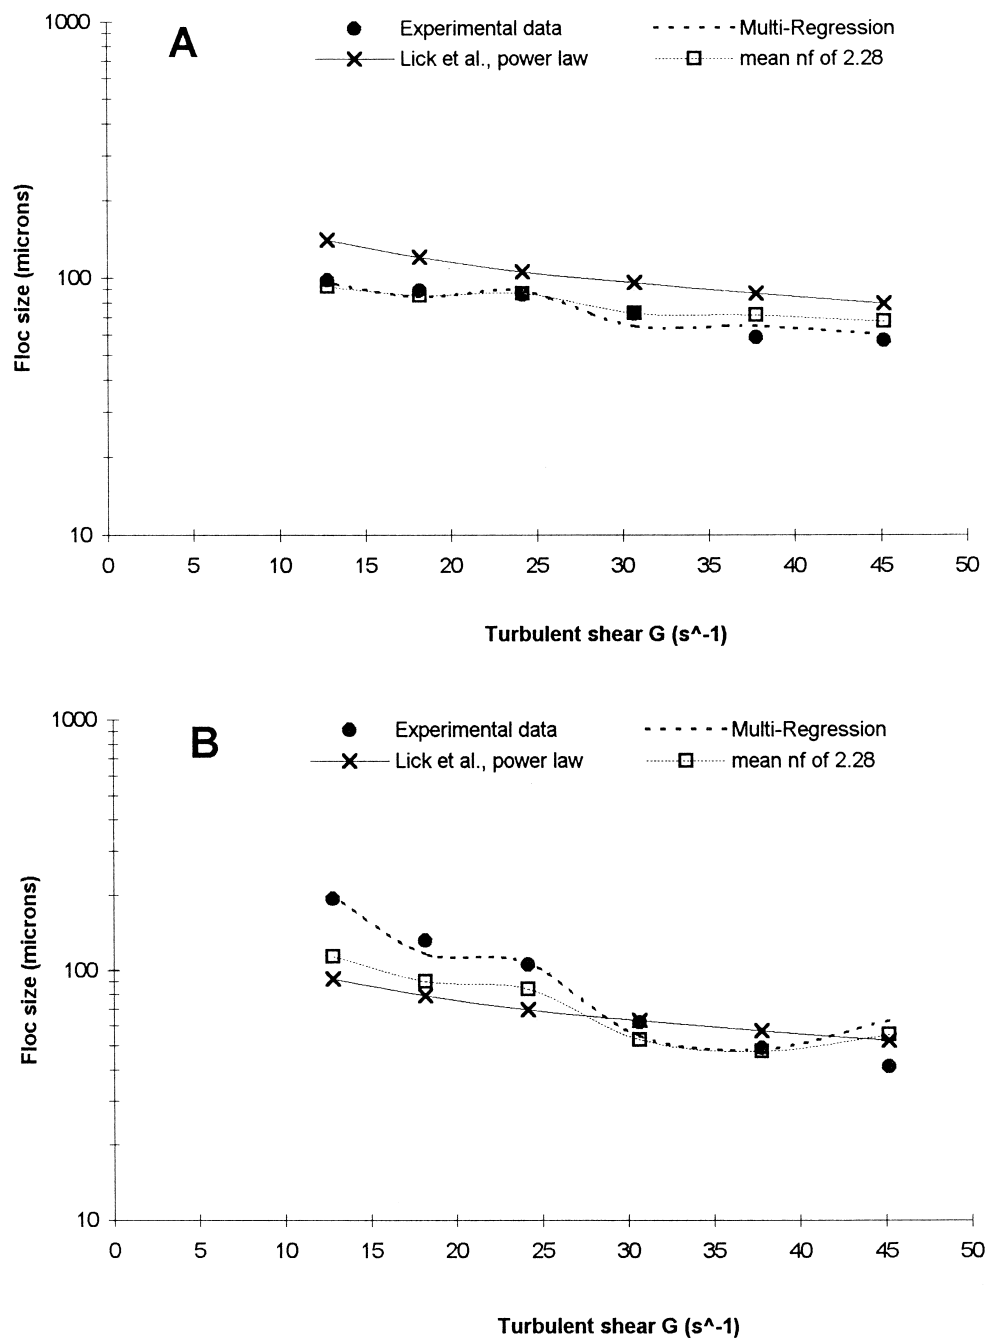 A
Experimental data
Multi-Regression
Lick et al., power law
mean nf of 2.28
1000
100
10
Floc size (microns)
0 5 10 15 20 25 30 35 40 45 50
Turbulent shear G (s^-1)
B
Experimental data
Multi-Regression
Lick et al., power law
mean nf of 2.28
1000
100
10
Floc size (microns)
0 5 10 15 20 25 30 35 40 45 50
Turbulent shear G (s^-1)